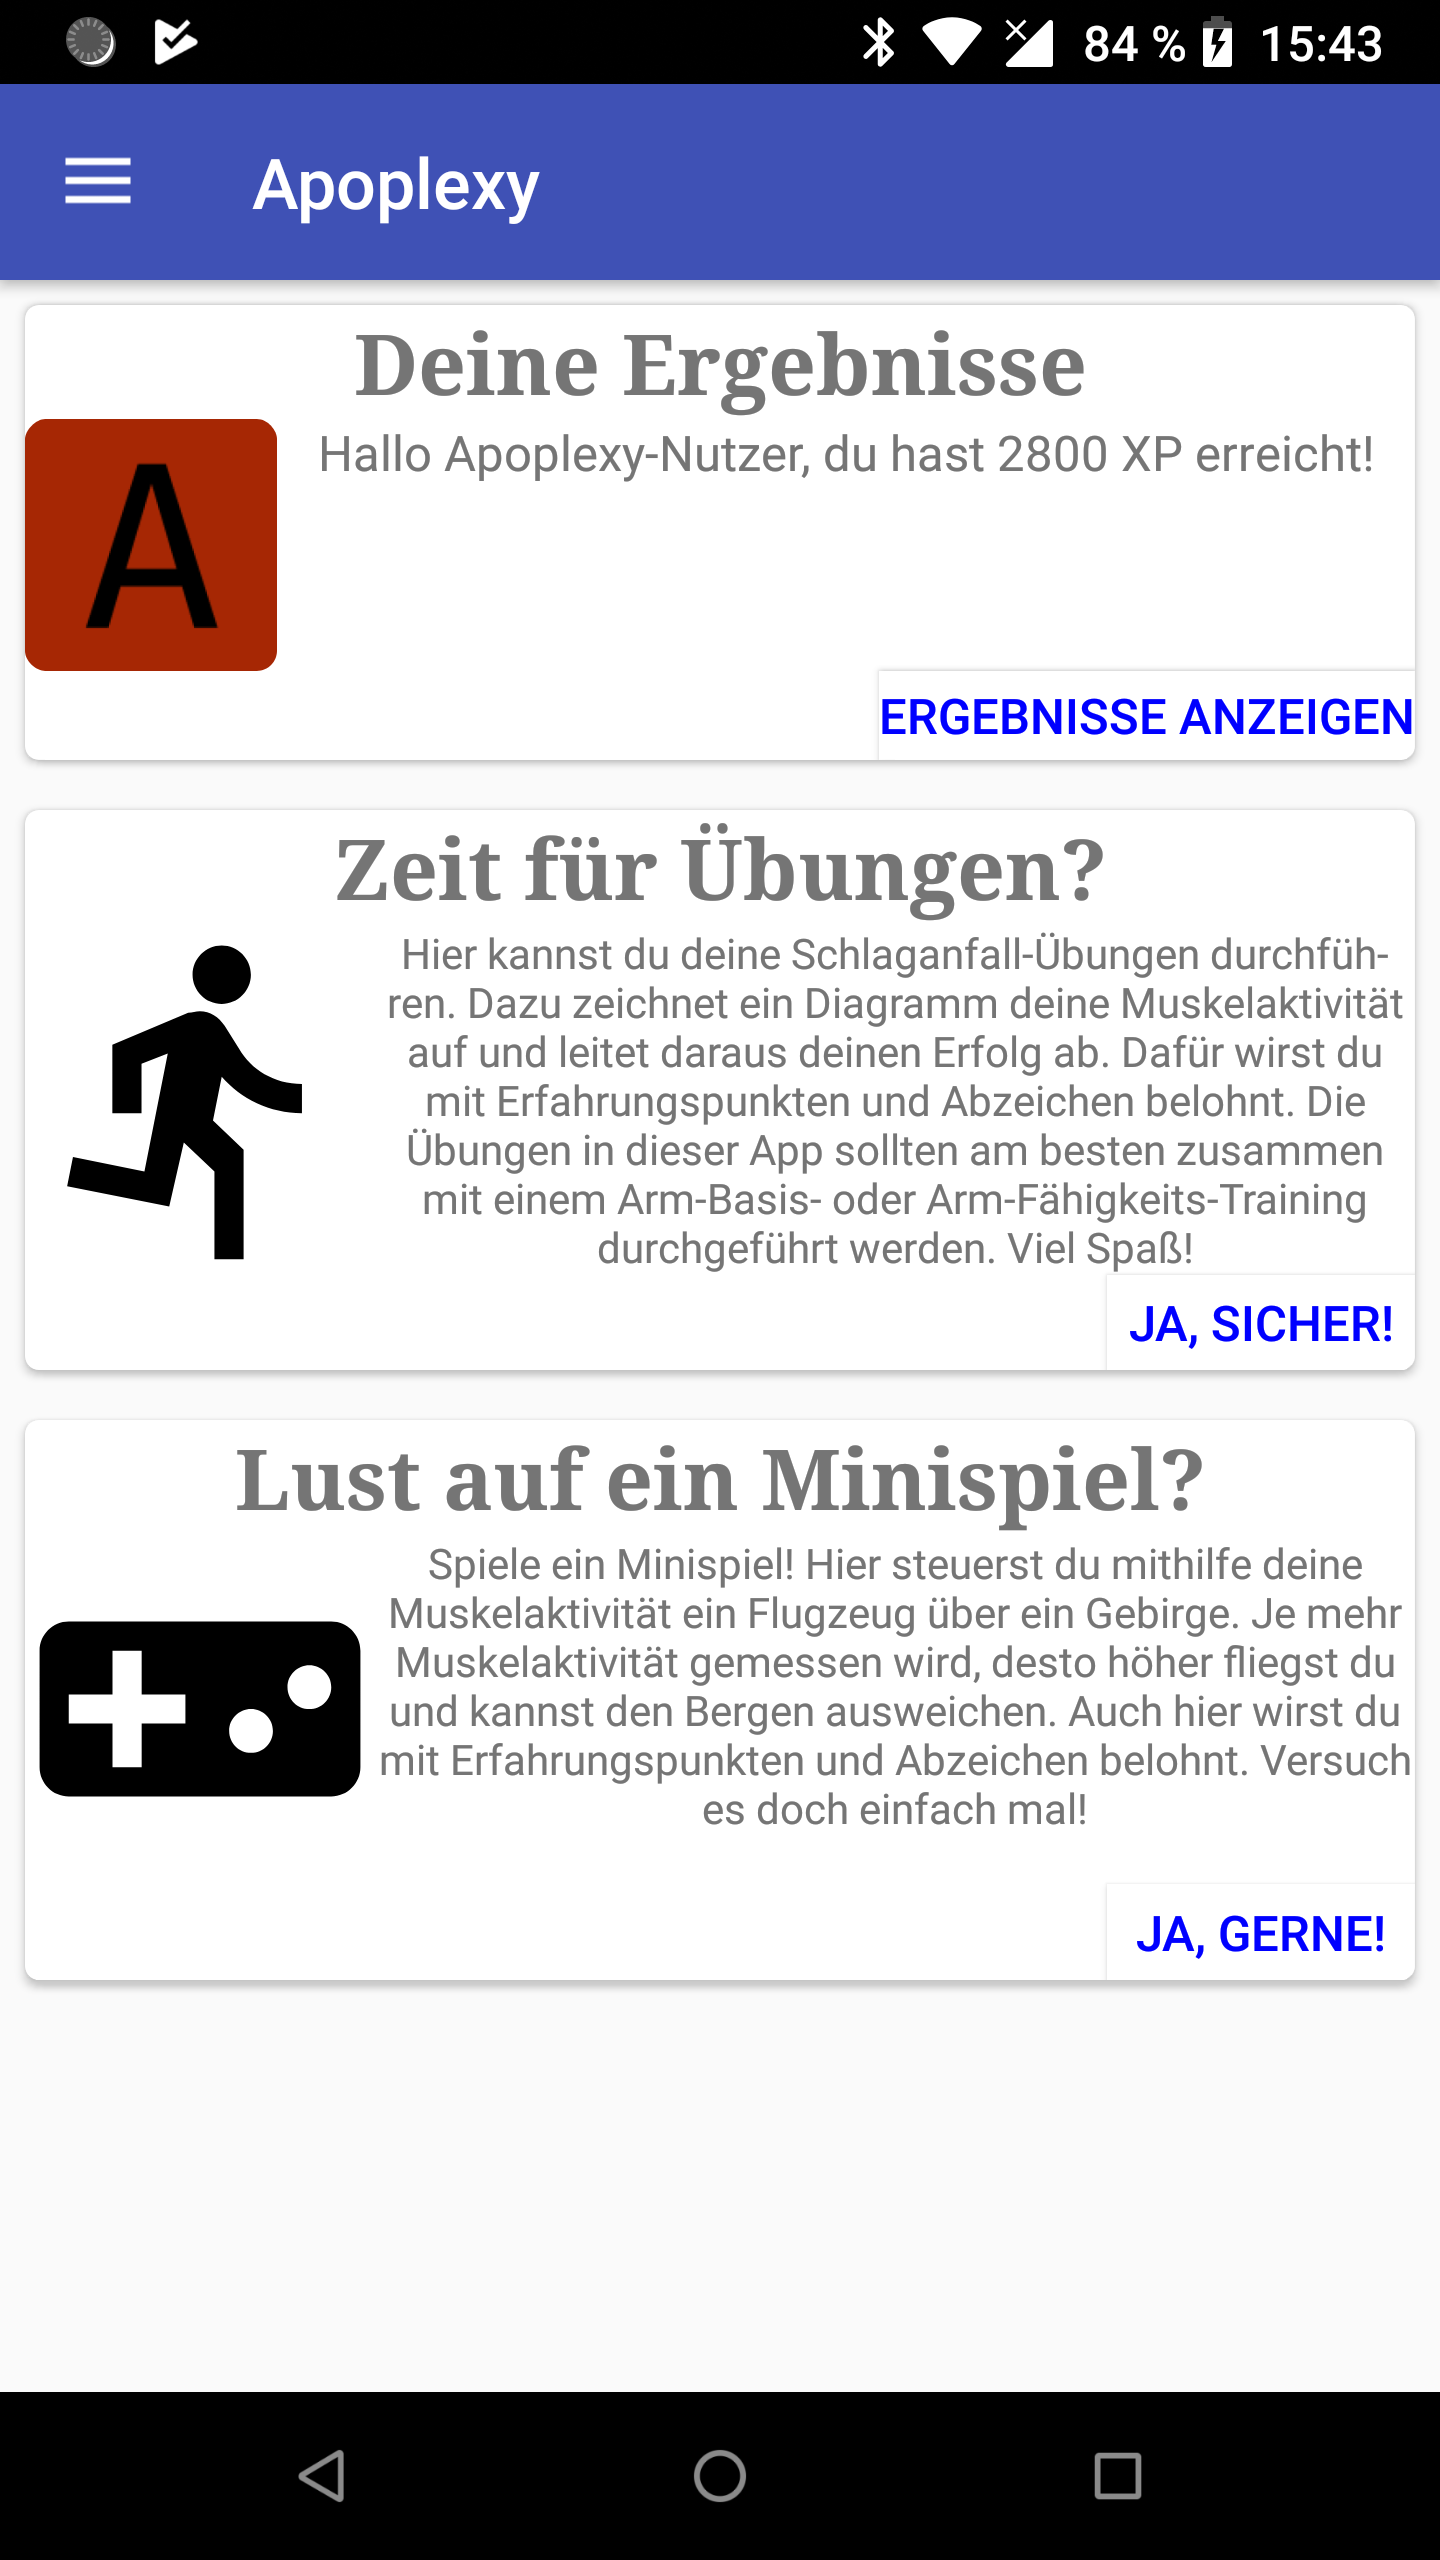 84 % 15:43
Apoplexy
Deine Ergebnisse
A
Hallo Apoplexy-Nutzer, du hast 2800 XP erreicht!
ERGEBNISSE ANZEIGEN
Zeit für Übungen?
Hier kannst du deine Schlaganfall-Übungen durchfüh-
ren. Dazu zeichnet ein Diagramm deine Muskelaktivität
auf und leitet daraus deinen Erfolg ab. Dafür wirst du
mit Erfahrungspunkten und Abzeichen belohnt. Die
Übungen in dieser App sollten am besten zusammen
mit einem Arm-Basis- oder Arm-Fähigkeits-Training
durchgeführt werden. Viel Spaß!
JA, SICHER!
Lust auf ein Minispiel?
Spiele ein Minispiel! Hier steuerst du mithilfe deine
Muskelaktivität ein Flugzeug über ein Gebirge. Je mehr
Muskelaktivität gemessen wird, desto höher fliegst du
und kannst den Bergen ausweichen. Auch hier wirst du
mit Erfahrungspunkten und Abzeichen belohnt. Versuch
es doch einfach mal!
JA, GERNE!